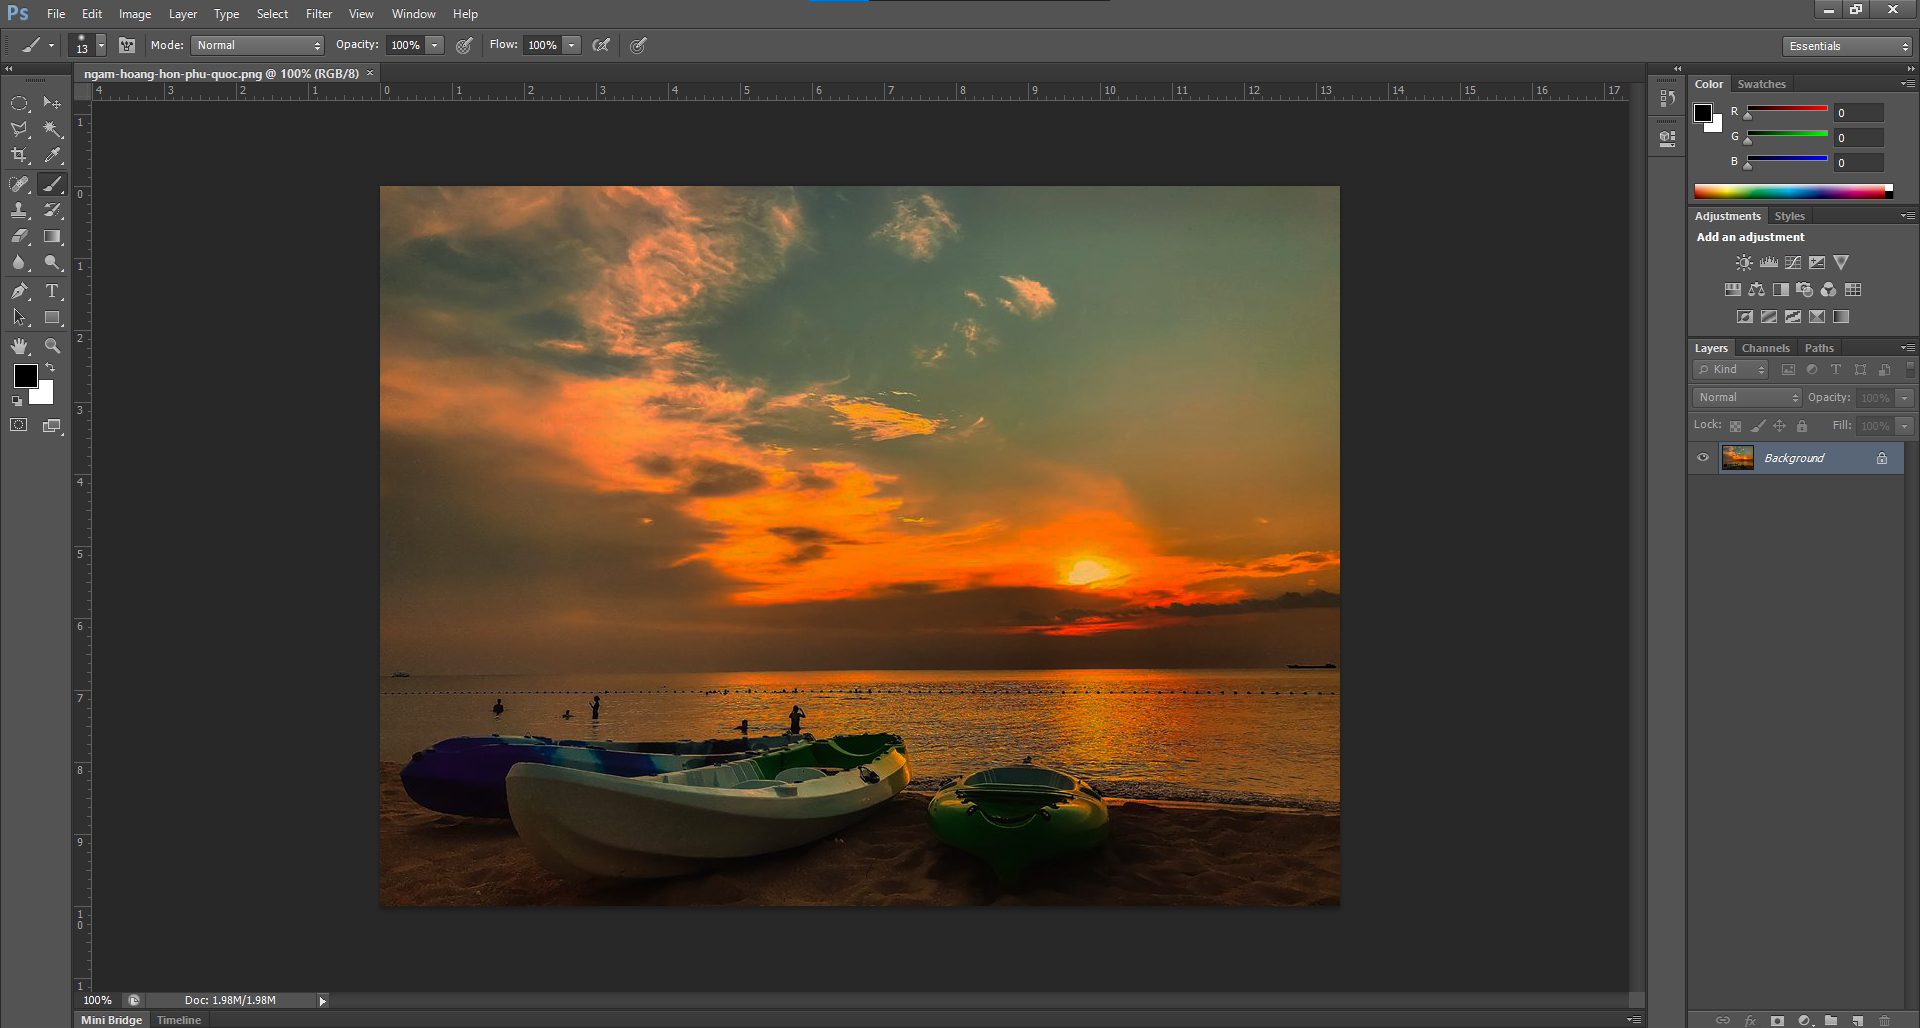 Ps File Edit Image Layer Type Select Filter View Window Help
13 Mode: Normal Opacity: 100% Flow: 100% Essentials
ngam-hoang-hon-phu-quoc.png @ 100% (RGB/8) ×
4 3 2 1 0 1 2 3 4 5 6 7 8 9 10 11 12 13 14 15 16 17
1
0
1
2
3
4
5
6
7
8
9
1
0
1
Color Swatches
R 0
G 0
B 0
Adjustments Styles
Add an adjustment
Layers Channels Paths
Kind
Normal Opacity: 100%
Lock: Fill: 100%
Background
fx
100% Doc: 1.98M/1.98M
Mini Bridge Timeline